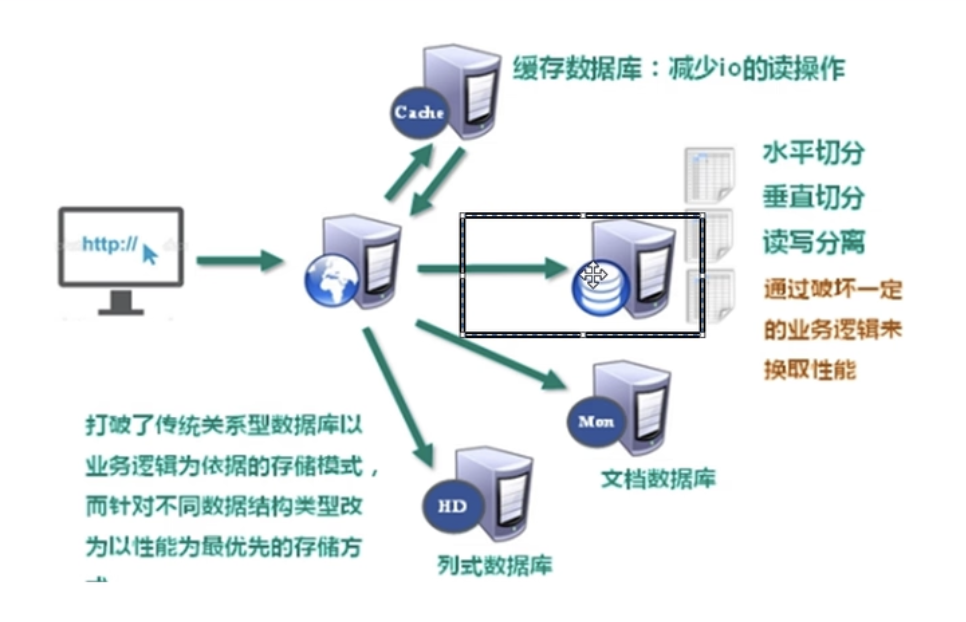 缓存数据库：减少io的读操作
Cache
水平切分
垂直切分
读写分离
http://
通过破坏一定
的业务逻辑来
换取性能
Mon
文档数据库
打破了传统关系型数据库以
业务逻辑为依据的存储模式，
而针对不同数据结构类型改
为以性能为最优先的存储方
HD
列式数据库